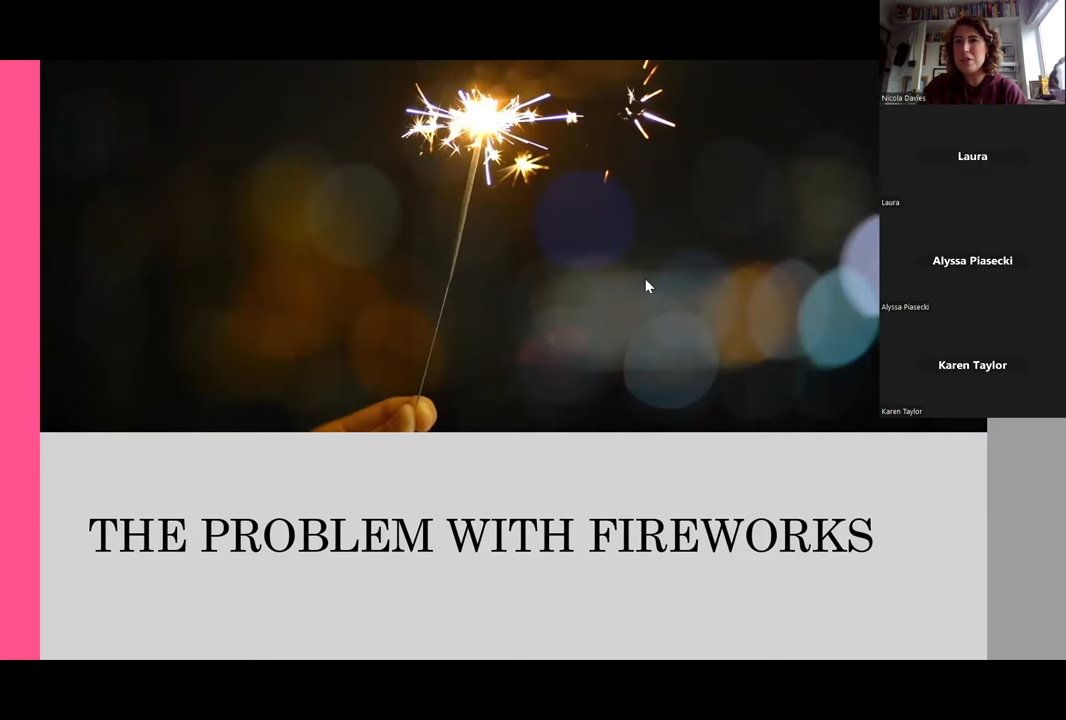 Nicola Davies
Laura
Laura
Alyssa Piasecki
Alyssa Piasecki
Karen Taylor
Karen Taylor
THE PROBLEM WITH FIREWORKS